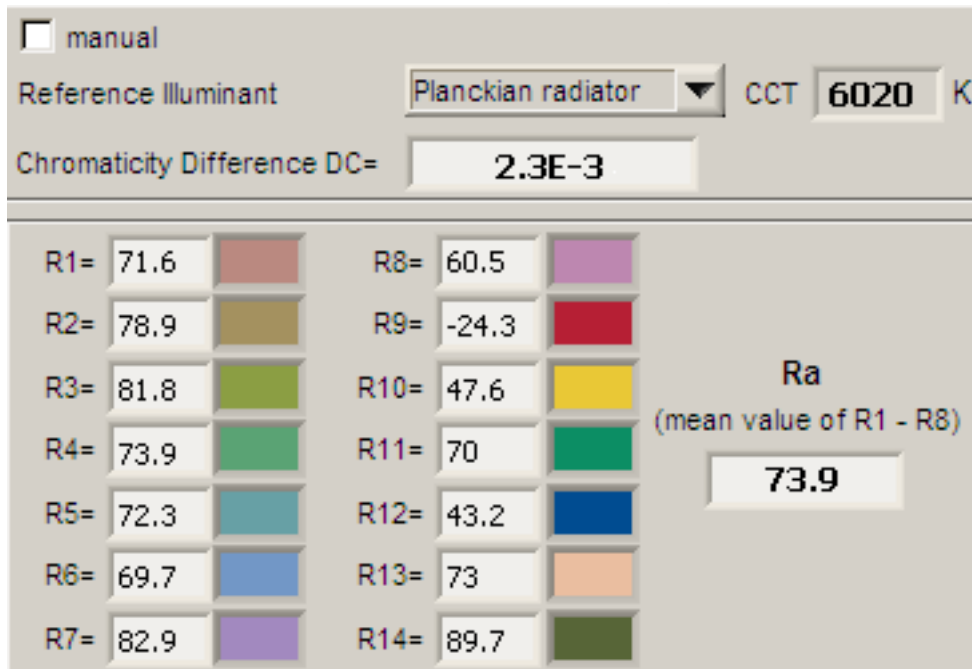 manual
Reference Illuminant Planckian radiator CCT 6020 K
Chromaticity Difference DC= 2.3E-3
R1= 71.6 R8= 60.5
R2= 78.9 R9= -24.3
R3= 81.8 R10= 47.6
R4= 73.9 R11= 70
R5= 72.3 R12= 43.2
R6= 69.7 R13= 73
R7= 82.9 R14= 89.7
Ra
(mean value of R1 - R8)
73.9